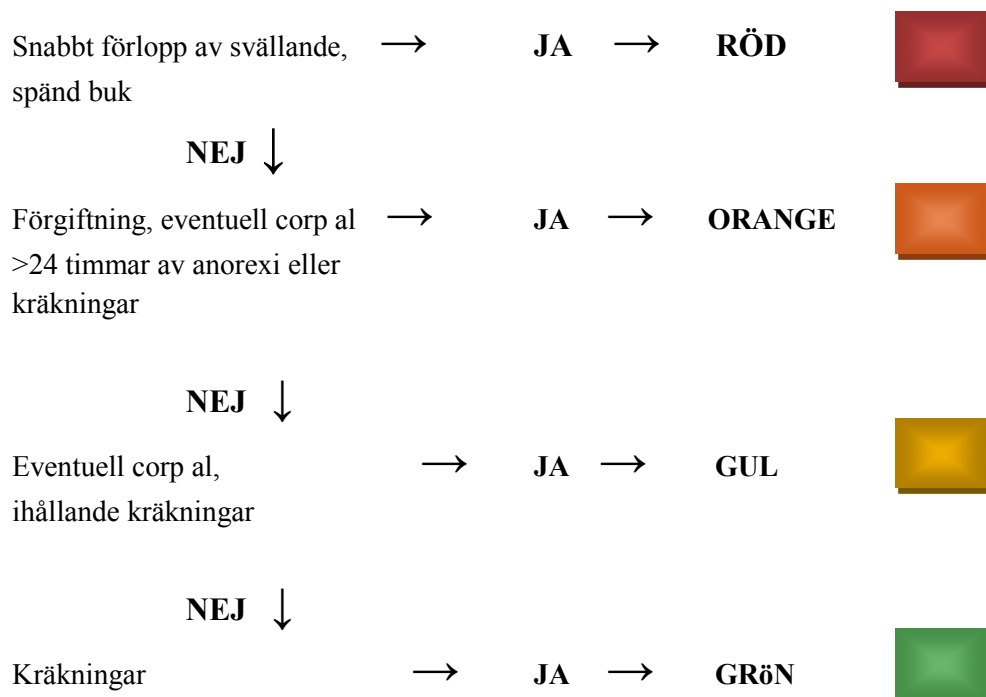 Snabbt förlopp av svällande, → JA → RÖD
spänd buk
NEJ ↓
Förgiftning, eventuell corp al → JA → ORANGE
>24 timmar av anorexi eller
kräkningar
NEJ ↓
Eventuell corp al, → JA → GUL
ihållande kräkningar
NEJ ↓
Kräkningar → JA → GRöN